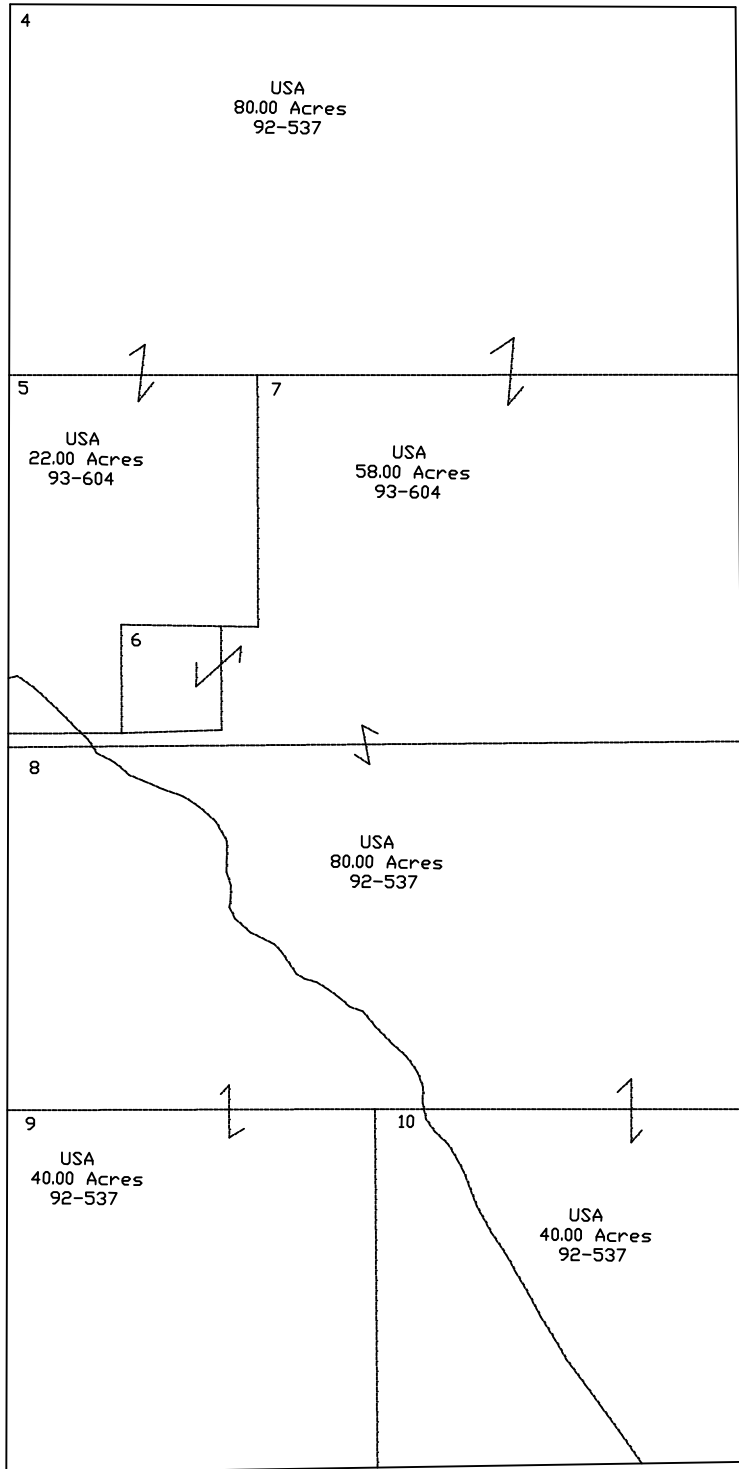 4
USA
80.00 Acres
92-537
5
USA
22.00 Acres
93-604
7
USA
58.00 Acres
93-604
6
8
USA
80.00 Acres
92-537
9
USA
40.00 Acres
92-537
10
USA
40.00 Acres
92-537